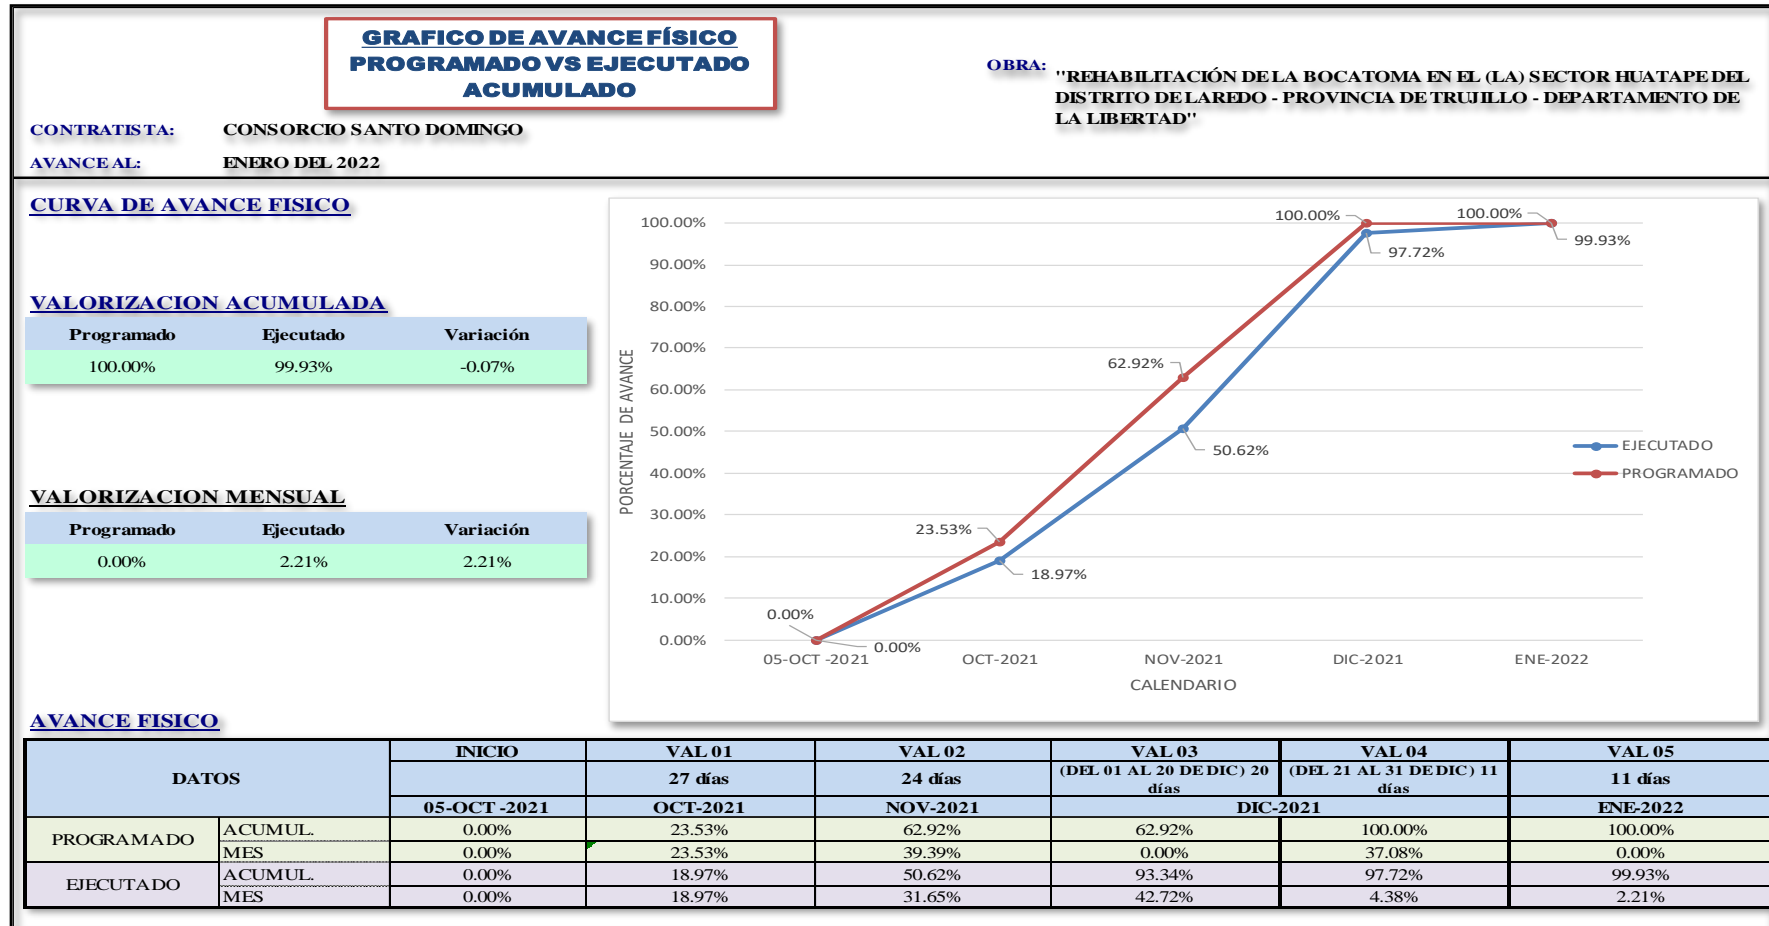 GRAFICO DE AVANCE FÍSICO
PROGRAMADO VS EJECUTADO
ACUMULADO
OBRA:
"REHABILITACIÓN DE LA BOCATOMA EN EL (LA) SECTOR HUATAPE DEL
DISTRITO DE LAREDO - PROVINCIA DE TRUJILLO - DEPARTAMENTO DE
LA LIBERTAD"
CONTRATISTA: CONSORCIO SANTO DOMINGO
AVANCE AL: ENERO DEL 2022
CURVA DE AVANCE FISICO
VALORIZACION ACUMULADA
Programado Ejecutado Variación
100.00% 99.93% -0.07%
VALORIZACION MENSUAL
Programado Ejecutado Variación
0.00% 2.21% 2.21%
PORCENTAJE DE AVANCE
100.00%
90.00%
80.00%
70.00%
60.00%
50.00%
40.00%
30.00%
20.00%
10.00%
0.00%
0.00%
0.00%
23.53%
18.97%
62.92%
50.62%
100.00%
97.72%
100.00%
99.93%
EJECUTADO
PROGRAMADO
05-OCT -2021 OCT-2021 NOV-2021 DIC-2021 ENE-2022
CALENDARIO
AVANCE FISICO
DATOS INICIO VAL 01 VAL 02 VAL 03 VAL 04 VAL 05
27 días 24 días (DEL 01 AL 20 DE DIC) 20 días (DEL 21 AL 31 DE DIC) 11 días 11 días
05-OCT -2021 OCT-2021 NOV-2021 DIC-2021 ENE-2022
PROGRAMADO ACUMUL. 0.00% 23.53% 62.92% 62.92% 100.00% 100.00%
MES 0.00% 23.53% 39.39% 0.00% 37.08% 0.00%
EJECUTADO ACUMUL. 0.00% 18.97% 50.62% 93.34% 97.72% 99.93%
MES 0.00% 18.97% 31.65% 42.72% 4.38% 2.21%